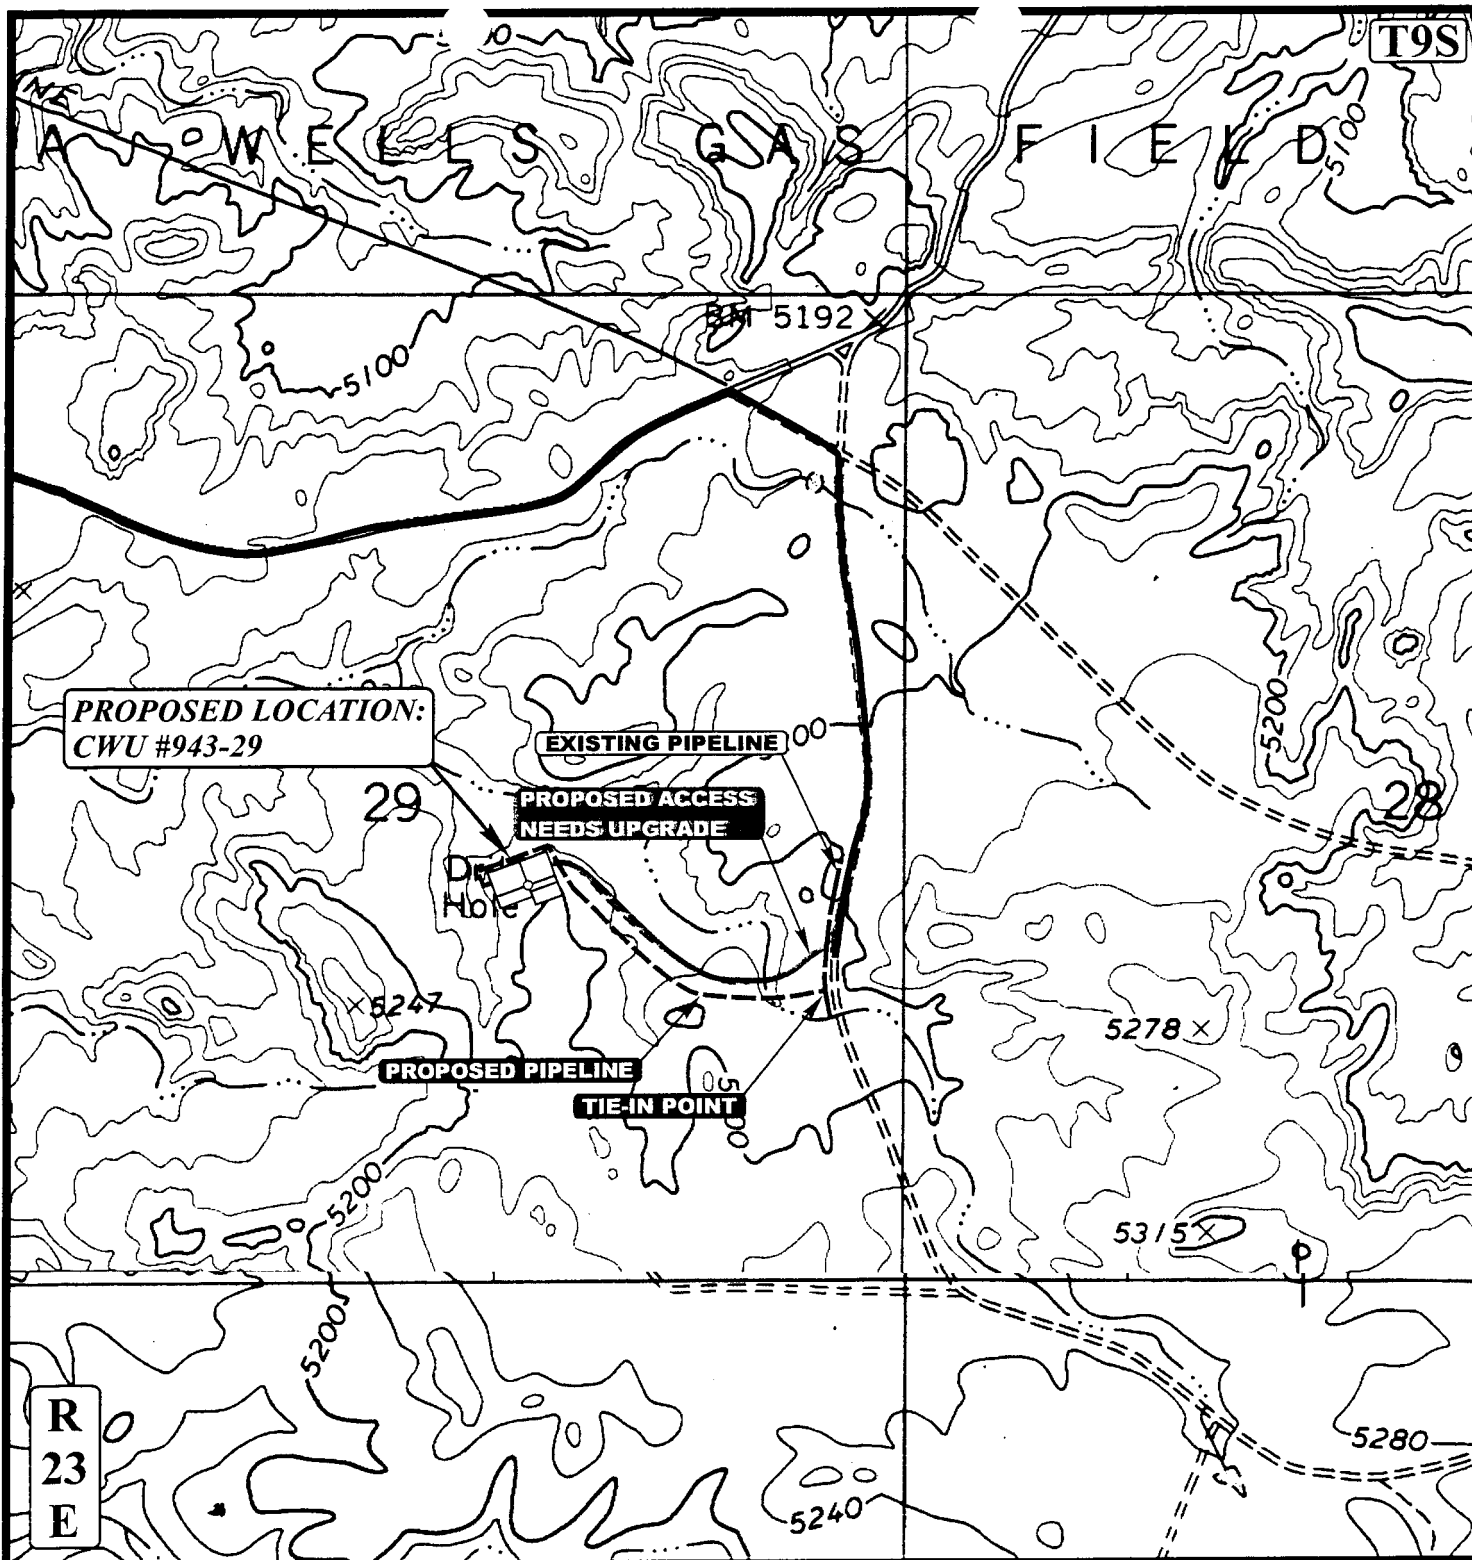 T9S
A WELLS GAS FIELD
5100
BM 5192
5100
PROPOSED LOCATION:
CWU #943-29
EXISTING PIPELINE
00
5200
29
PROPOSED ACCESS
NEEDS UPGRADE
28
Hole
5247
5278
PROPOSED PIPELINE
TIE-IN POINT
5200
5315
5200
R
23
E
5280
5240